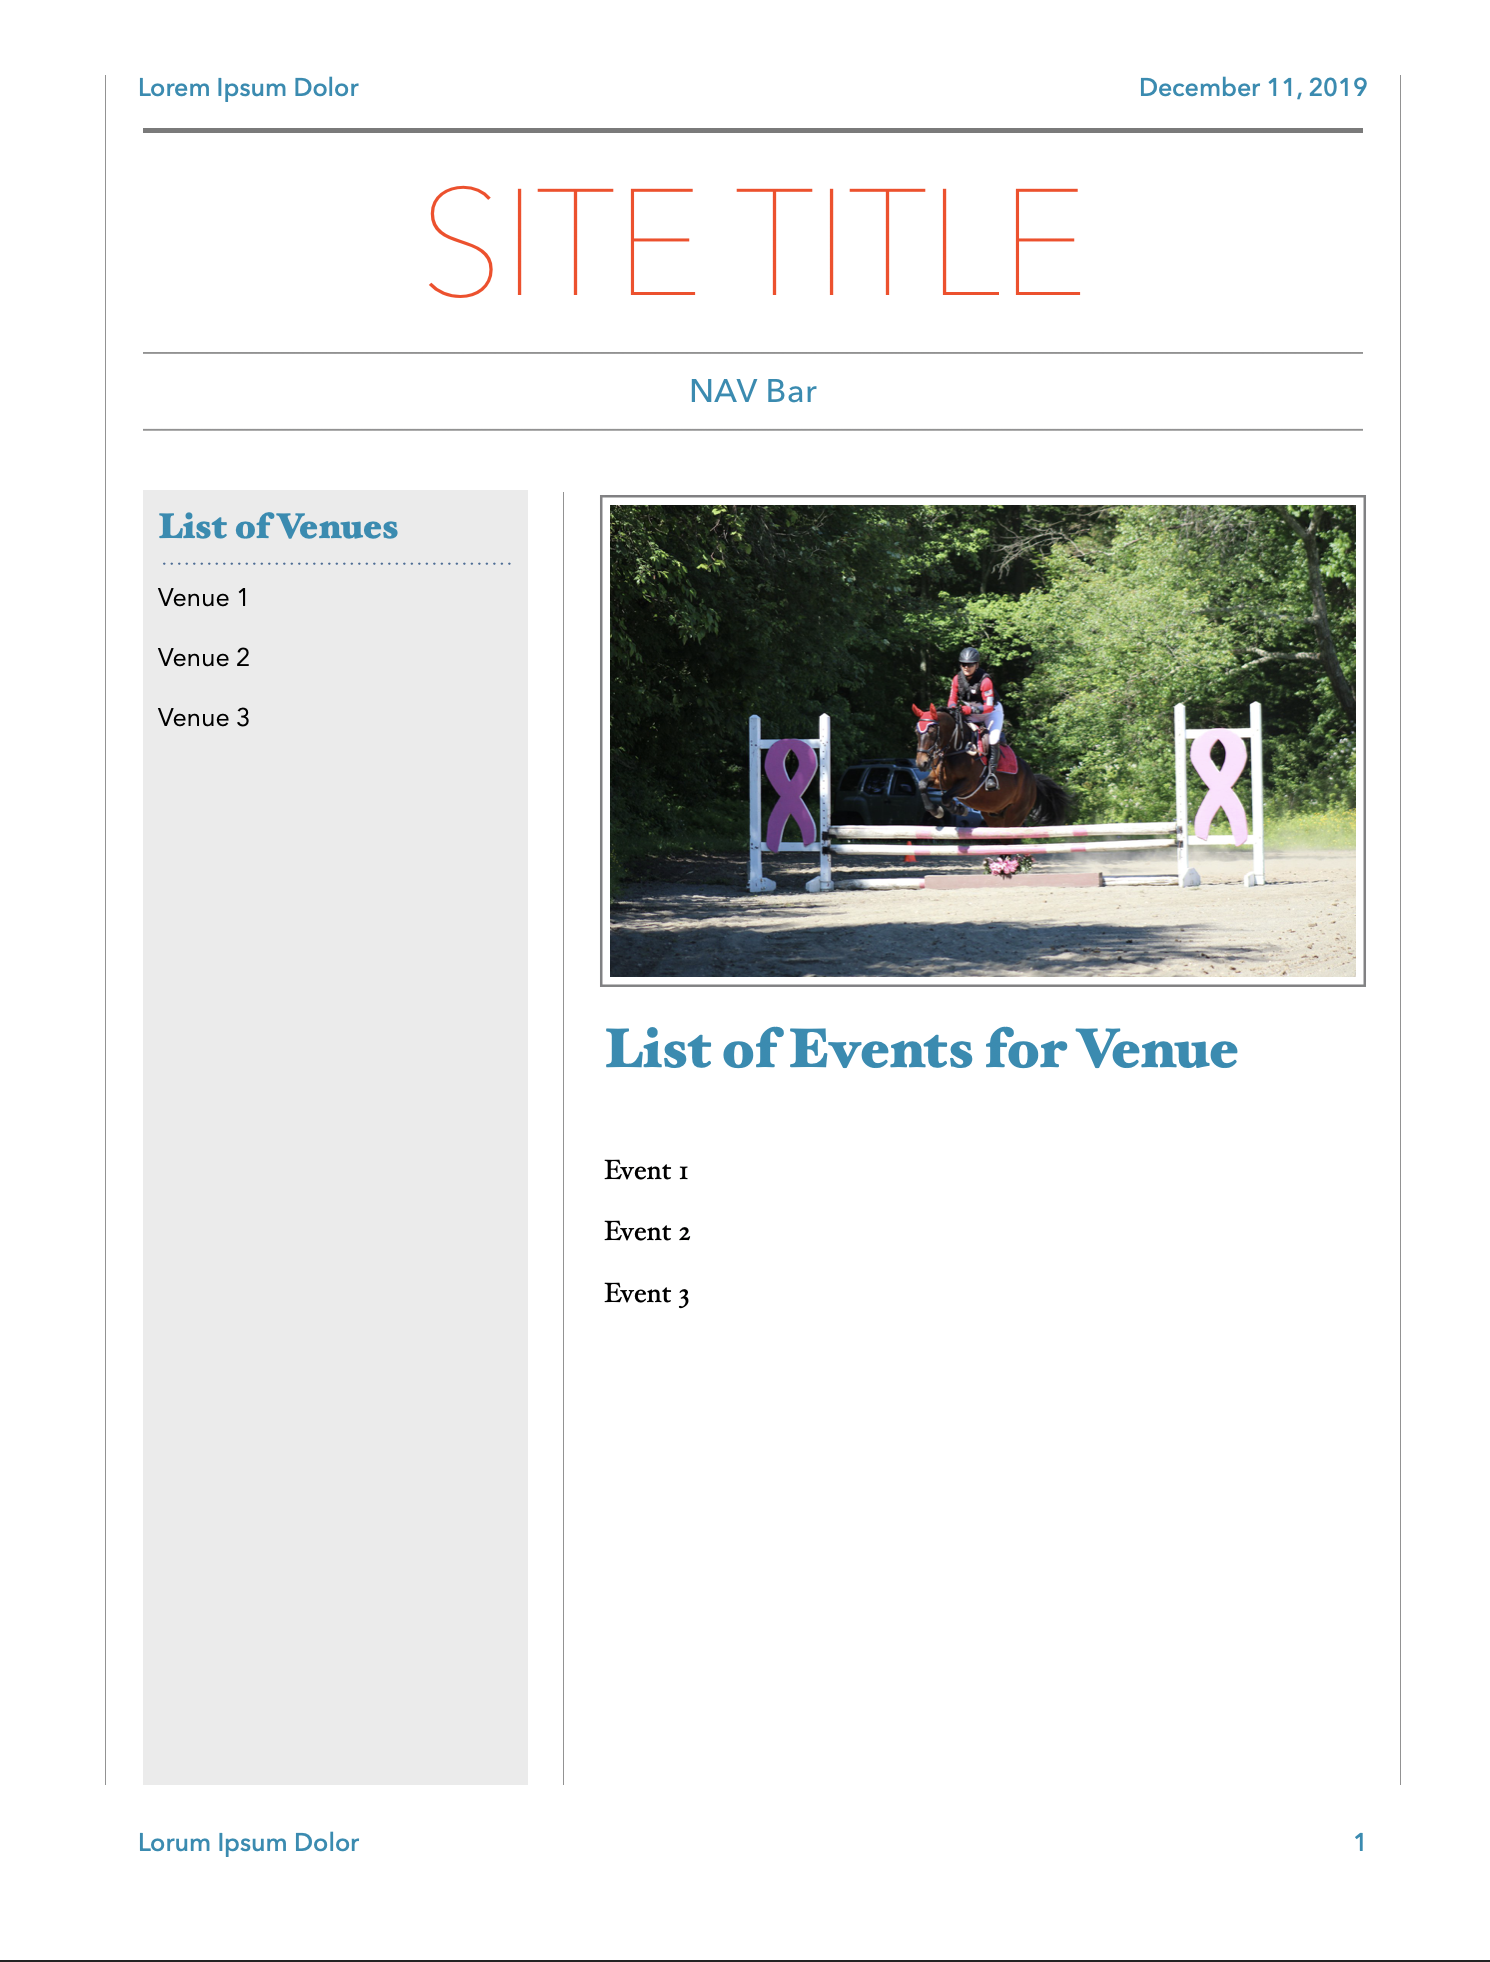 Lorem Ipsum Dolor
December 11, 2019
SITE TITLE
NAV Bar
List of Venues
Venue 1
Venue 2
Venue 3
List of Events for Venue
Event 1
Event 2
Event 3
Lorum Ipsum Dolor
1